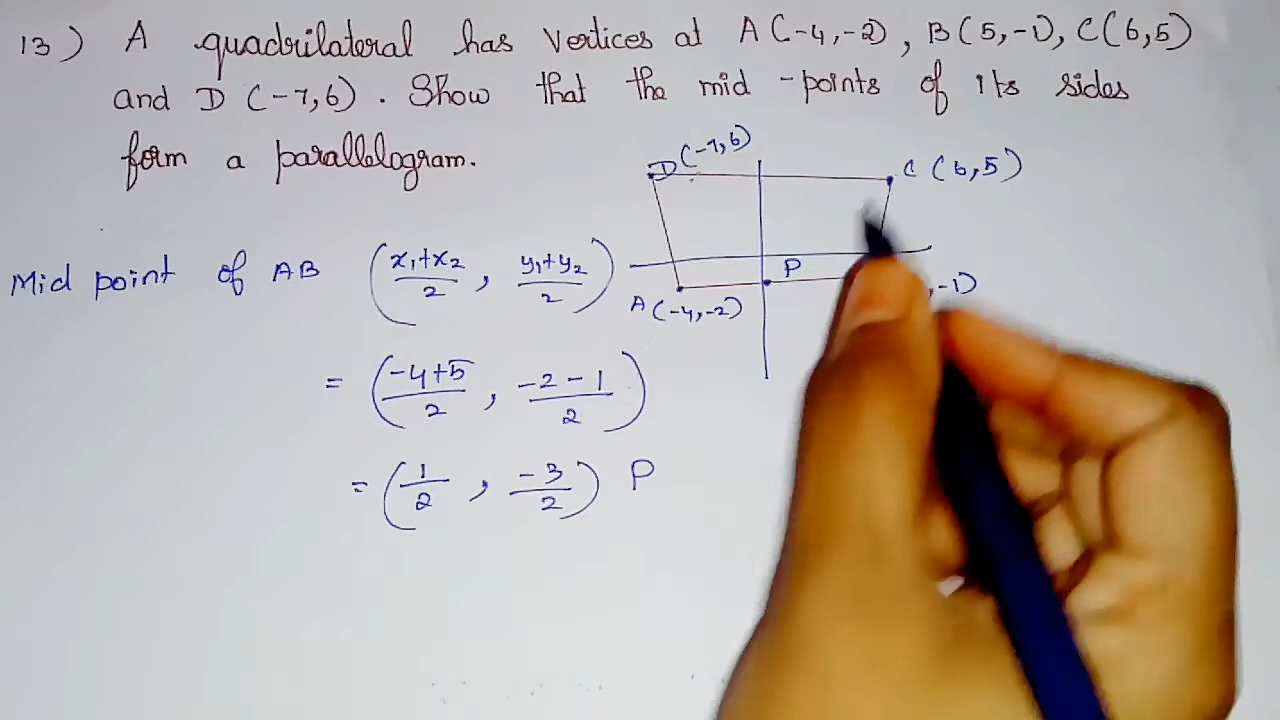 13) A quadrilateral has vertices at A(-4,-2), B(5,-1), C(6,5)
and D (-7,6). Show that the mid-points of its sides
form a parallelogram.
D(-7,6)
C (6,5)
Mid point of AB (x₁+x₂/2, y₁+y₂/2)
P
A(-4,-2)
,-1)
= (-4+5/2, -2-1/2)
= (1/2, -3/2) P